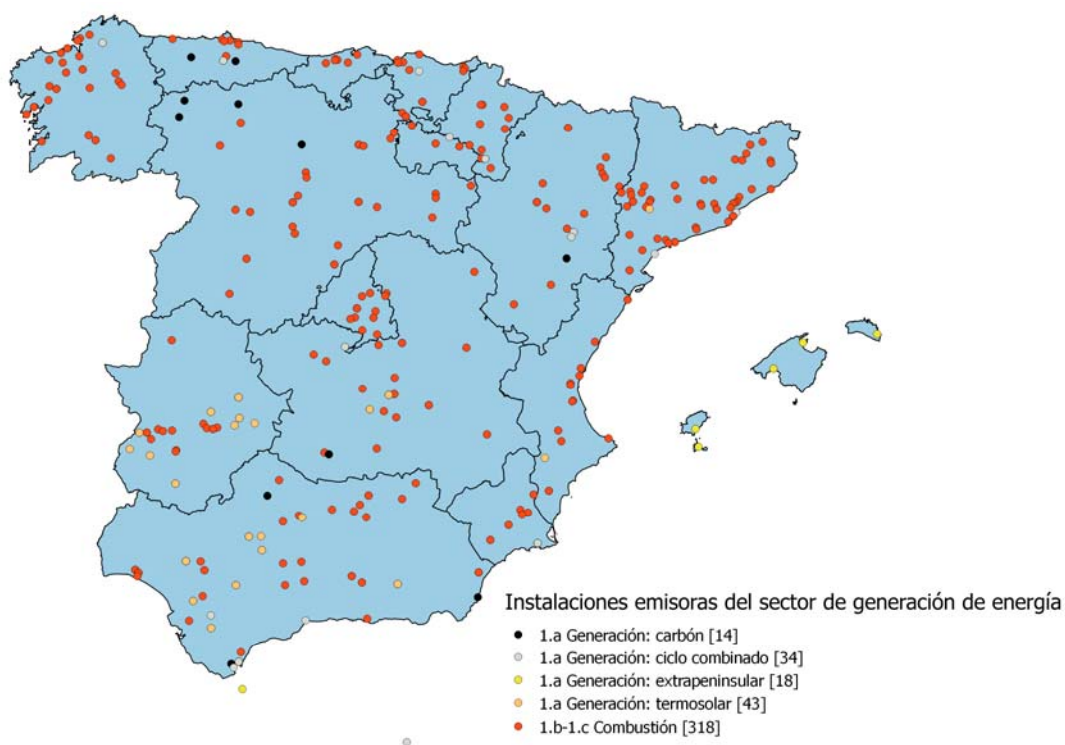 Instalaciones emisoras del sector de generación de energía
1.a Generación: carbón [14]
1.a Generación: ciclo combinado [34]
1.a Generación: extrapeninsular [18]
1.a Generación: termosolar [43]
1.b-1.c Combustión [318]